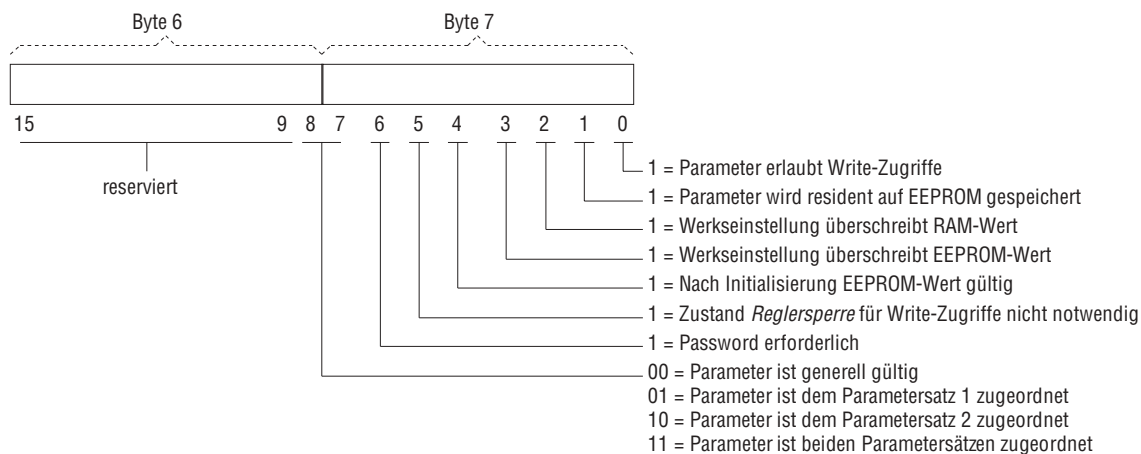 Byte 6 Byte 7
15 9 8 7 6 5 4 3 2 1 0
reserviert
1 = Parameter erlaubt Write-Zugriffe
1 = Parameter wird resident auf EEPROM gespeichert
1 = Werkseinstellung überschreibt RAM-Wert
1 = Werkseinstellung überschreibt EEPROM-Wert
1 = Nach Initialisierung EEPROM-Wert gültig
1 = Zustand Reglersperre für Write-Zugriffe nicht notwendig
1 = Password erforderlich
00 = Parameter ist generell gültig
01 = Parameter ist dem Parametersatz 1 zugeordnet
10 = Parameter ist dem Parametersatz 2 zugeordnet
11 = Parameter ist beiden Parametersätzen zugeordnet